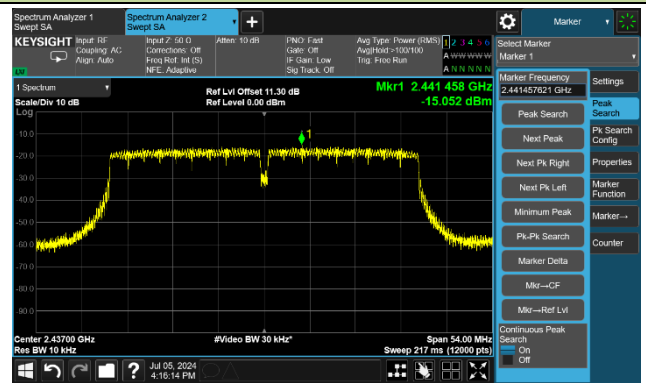 Spectrum Analyzer 1
Swept SA
Spectrum Analyzer 2
Swept SA
Marker
KEYSIGHT
Input: RF
Coupling: AC
Align: Auto
Input Z: 50 Ω
Corrections: Off
Freq Ref: Int (S)
NFE: Adaptive
Atten: 10 dB
PNO: Fast
Gate: Off
IF Gain: Low
Sig Track: Off
Avg Type: Power (RMS)
Avg|Hold:>100/100
Trig: Free Run
1 2 3 4 5 6
A W W W W W
A N N N N N
LV
Select Marker
Marker 1
1 Spectrum
Scale/Div 10 dB
Log
Ref Lvl Offset 11.30 dB
Ref Level 0.00 dBm
Mkr1 2.441 458 GHz
-15.052 dBm
1
-10.0
-20.0
-30.0
-40.0
-50.0
-60.0
-70.0
-80.0
-90.0
Center 2.43700 GHz
Res BW 10 kHz
#Video BW 30 kHz*
Span 54.00 MHz
Sweep 217 ms (12000 pts)
Marker Frequency
2.441457621 GHz
Peak Search
Next Peak
Next Pk Right
Next Pk Left
Minimum Peak
Pk-Pk Search
Marker Delta
Mkr→CF
Mkr→Ref Lvl
Continuous Peak
Search
On
Off
Settings
Peak
Search
Pk Search
Config
Properties
Marker
Function
Marker→
Counter
?
Jul 05, 2024
4:16:14 PM